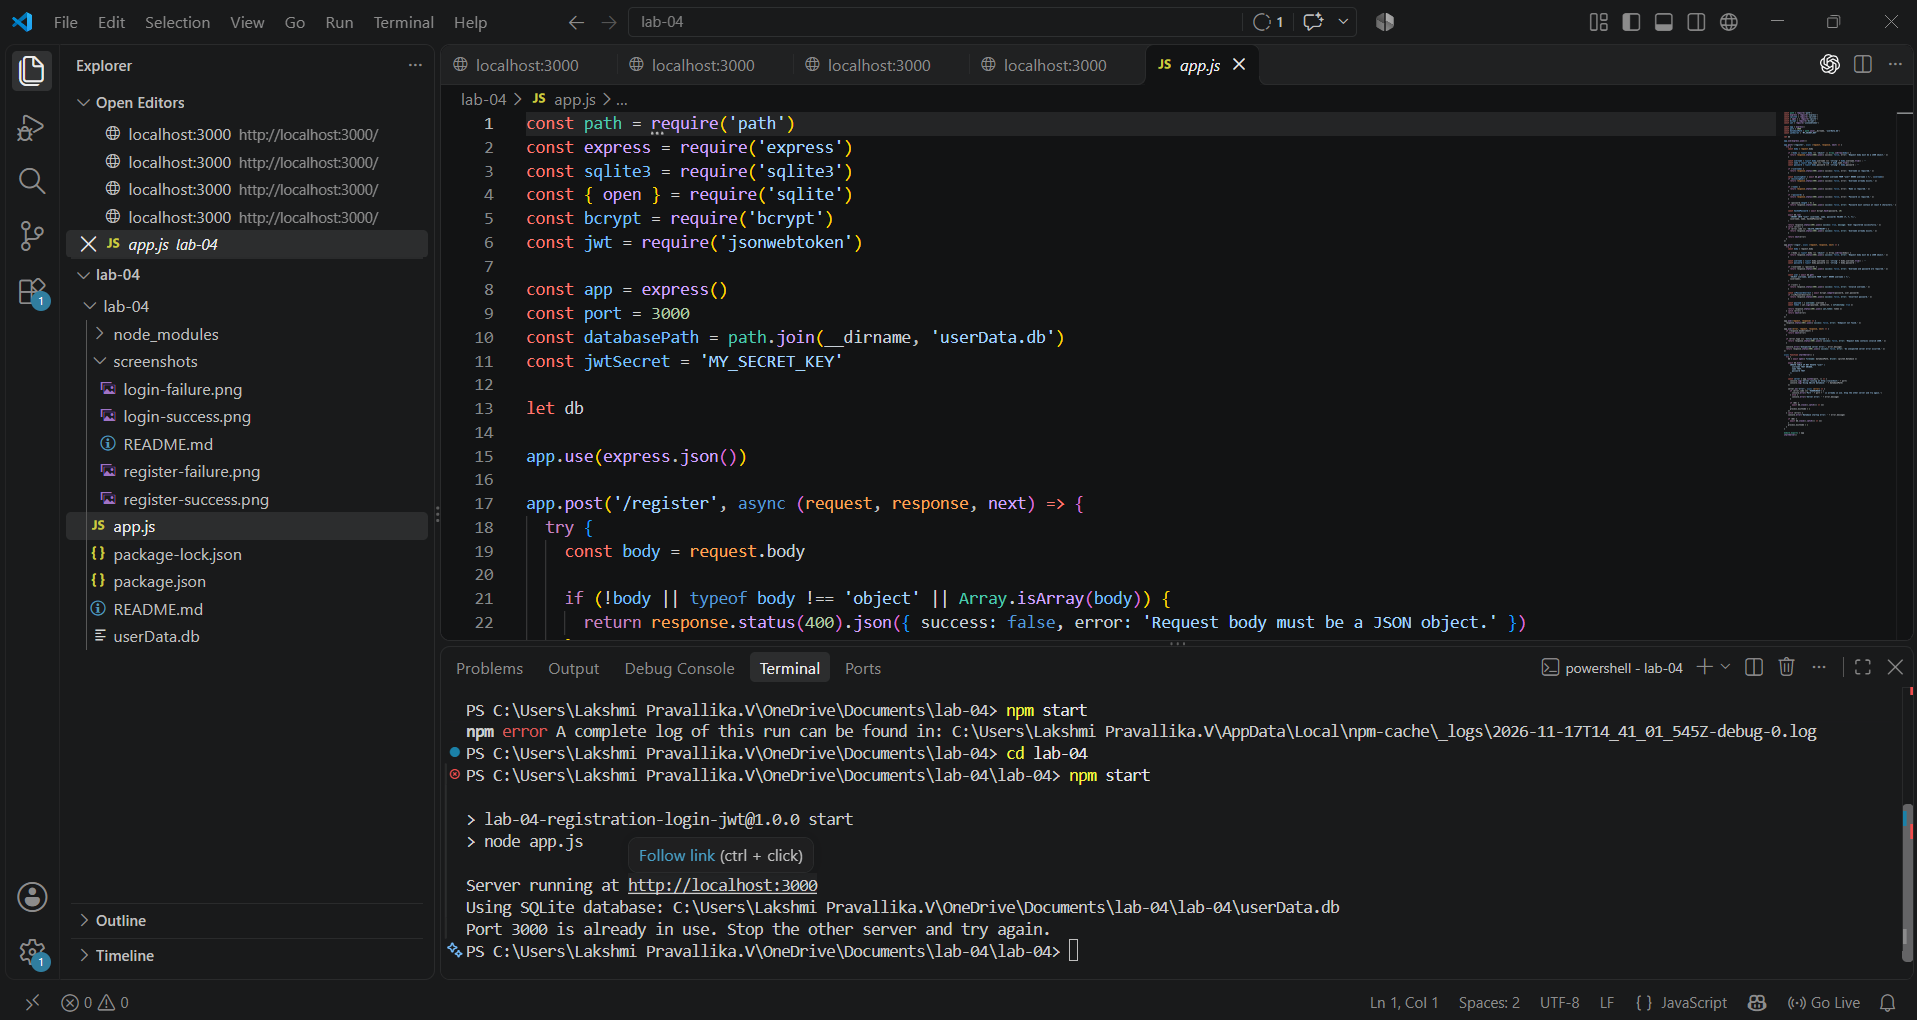 File Edit Selection View Go Run Terminal Help
lab-04
1
Explorer
Open Editors
localhost:3000 http://localhost:3000/
localhost:3000 http://localhost:3000/
localhost:3000 http://localhost:3000/
localhost:3000 http://localhost:3000/
JS app.js lab-04
lab-04
lab-04
node_modules
screenshots
login-failure.png
login-success.png
README.md
register-failure.png
register-success.png
JS app.js
{} package-lock.json
{} package.json
README.md
userData.db
Outline
Timeline
1
1
localhost:3000
localhost:3000
localhost:3000
localhost:3000
JS app.js
lab-04 > JS app.js > ...
1 const path = require('path')
2 const express = require('express')
3 const sqlite3 = require('sqlite3')
4 const { open } = require('sqlite')
5 const bcrypt = require('bcrypt')
6 const jwt = require('jsonwebtoken')
7
8 const app = express()
9 const port = 3000
10 const databasePath = path.join(__dirname, 'userData.db')
11 const jwtSecret = 'MY_SECRET_KEY'
12
13 let db
14
15 app.use(express.json())
16
17 app.post('/register', async (request, response, next) => {
18 try {
19 const body = request.body
20
21 if (!body || typeof body !== 'object' || Array.isArray(body)) {
22 return response.status(400).json({ success: false, error: 'Request body must be a JSON object.' })
Problems Output Debug Console Terminal Ports
powershell - lab-04
PS C:\Users\Lakshmi Pravallika.V\OneDrive\Documents\lab-04> npm start
npm error A complete log of this run can be found in: C:\Users\Lakshmi Pravallika.V\AppData\Local\npm-cache\_logs\2026-11-17T14_41_01_545Z-debug-0.log
PS C:\Users\Lakshmi Pravallika.V\OneDrive\Documents\lab-04> cd lab-04
PS C:\Users\Lakshmi Pravallika.V\OneDrive\Documents\lab-04\lab-04> npm start
> lab-04-registration-login-jwt@1.0.0 start
> node app.js
Follow link (ctrl + click)
Server running at http://localhost:3000
Using SQLite database: C:\Users\Lakshmi Pravallika.V\OneDrive\Documents\lab-04\lab-04\userData.db
Port 3000 is already in use. Stop the other server and try again.
PS C:\Users\Lakshmi Pravallika.V\OneDrive\Documents\lab-04\lab-04>
0 0
Ln 1, Col 1 Spaces: 2 UTF-8 LF {} JavaScript Go Live